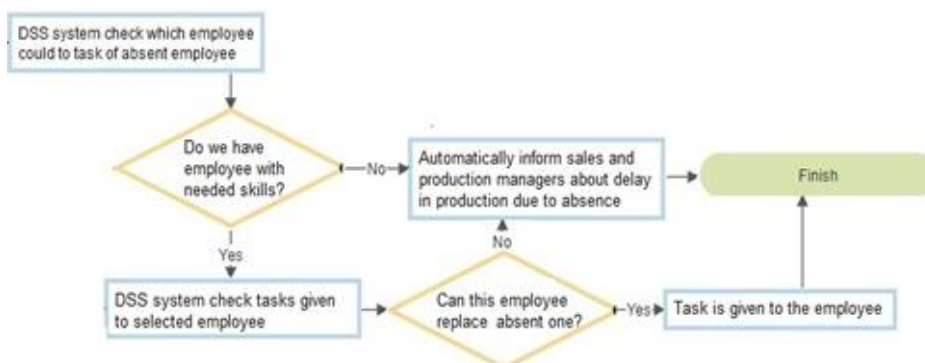 DSS system check which employee
could to task of absent employee
Do we have
employee with
needed skills?
No
Automatically inform sales and
production managers about delay
in production due to absence
Finish
Yes
No
DSS system check tasks given
to selected employee
Can this employee
replace absent one?
Yes
Task is given to the employee